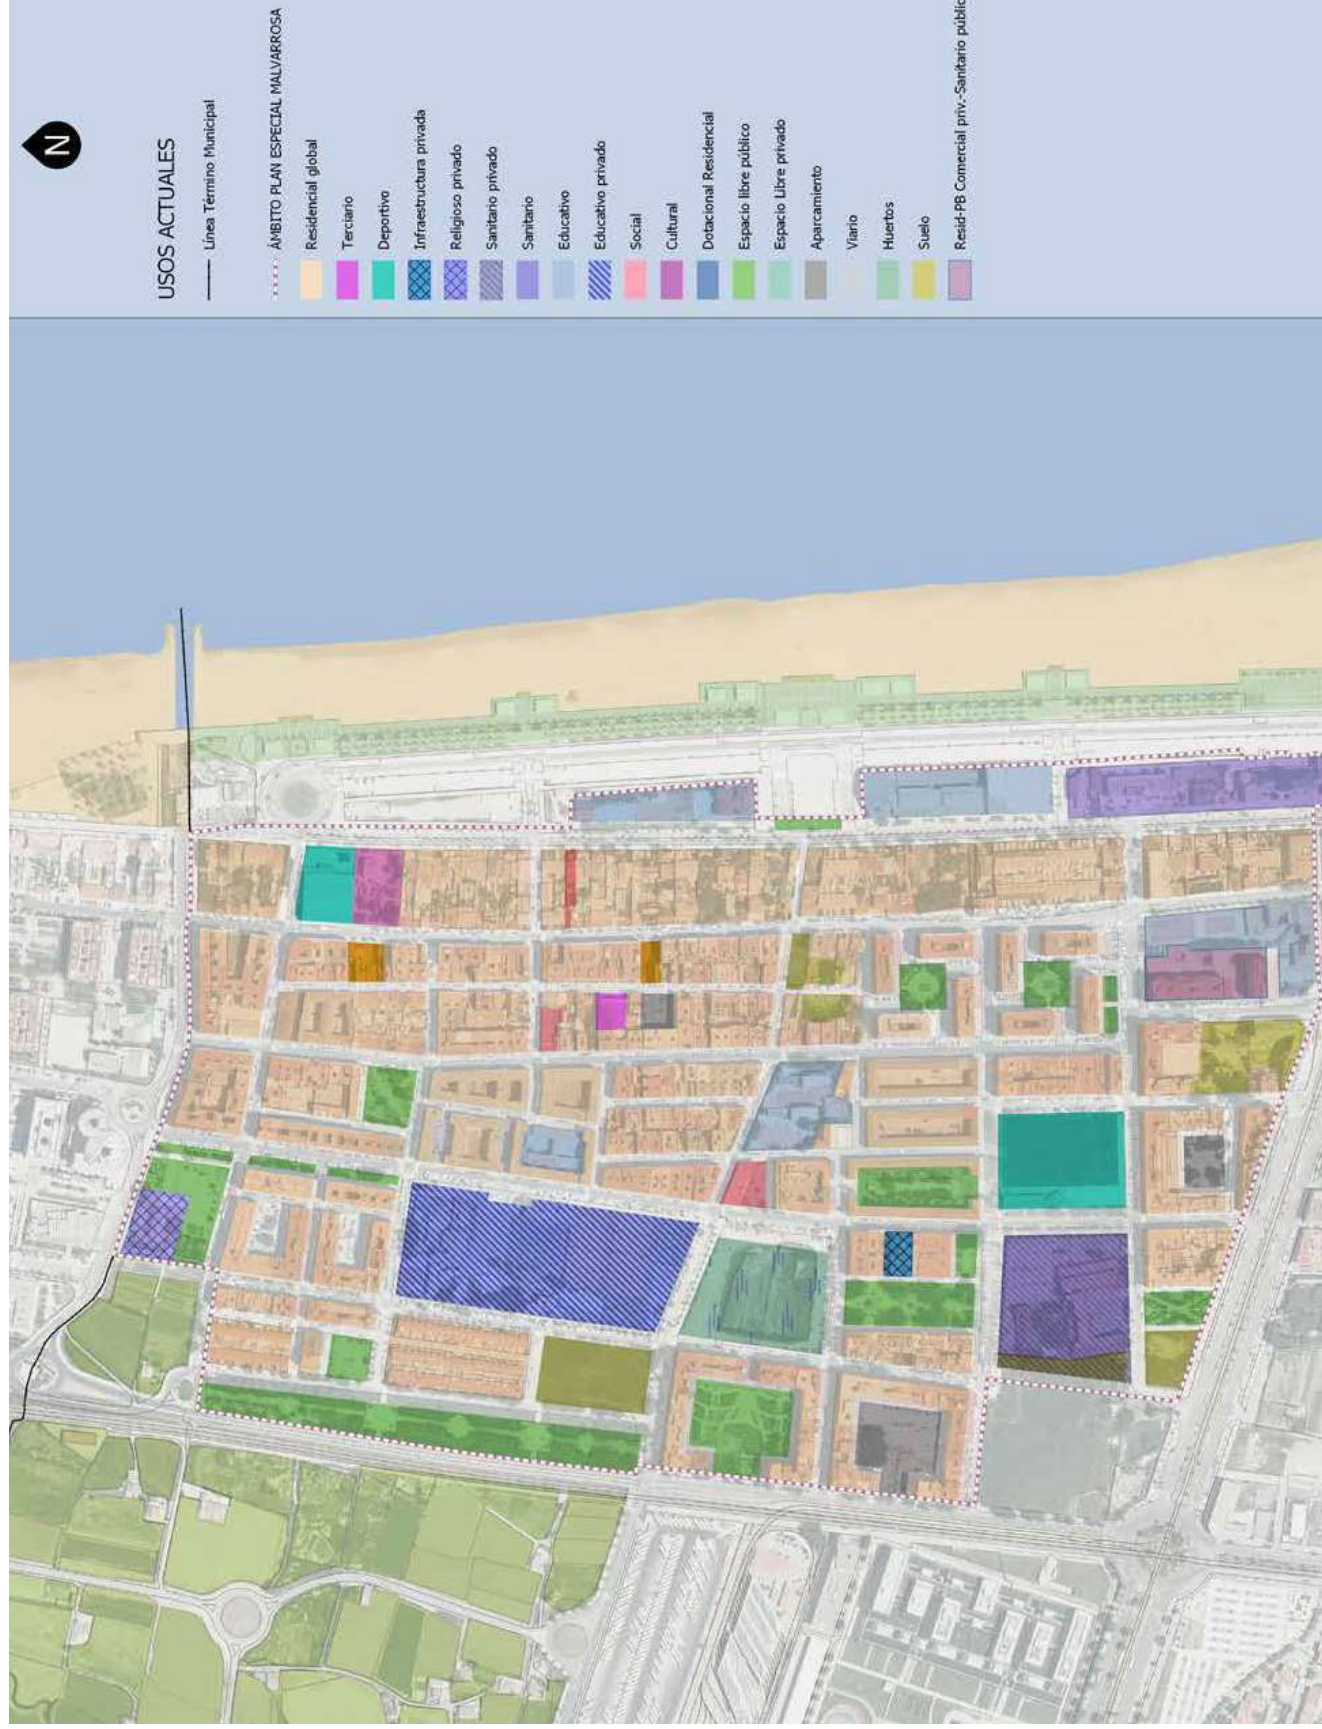 N
USOS ACTUALES
Línea Término Municipal
ÁMBITO PLAN ESPECIAL MALVARROSA
Residencial global
Terciario
Deportivo
Infraestructura privada
Religioso privado
Sanitario privado
Sanitario
Educativo
Educativo privado
Social
Cultural
Dotacional Residencial
Espacio libre público
Espacio Libre privado
Aparcamiento
Viario
Huertos
Suelo
Resid-PB Comercial priv.-Sanitario públic